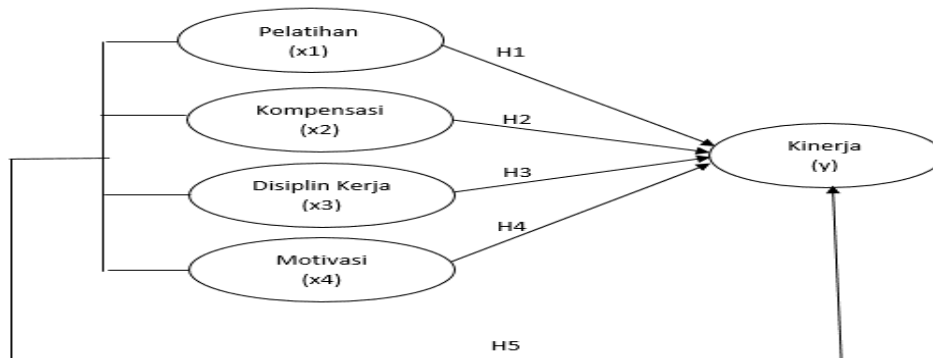 Pelatihan
(x1)
H1
Kompensasi
(x2)
H2
Kinerja
(y)
Disiplin Kerja
(x3)
H3
H4
Motivasi
(x4)
H5